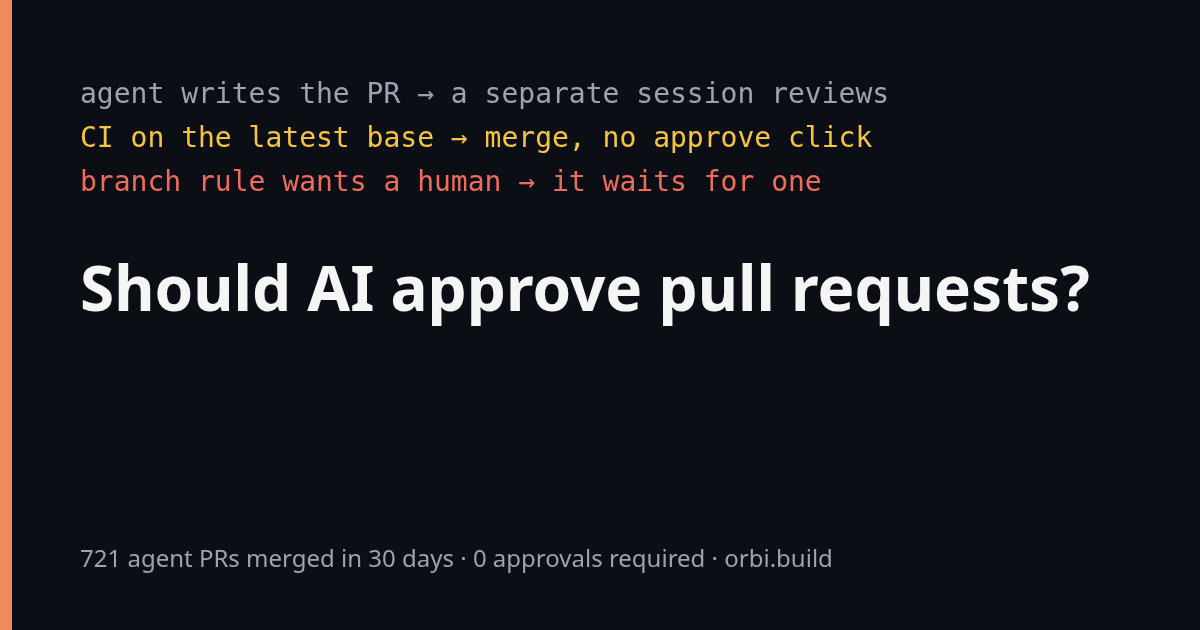 agent writes the PR → a separate session reviews
CI on the latest base → merge, no approve click
branch rule wants a human → it waits for one
Should AI approve pull requests?
721 agent PRs merged in 30 days · 0 approvals required · orbi.build